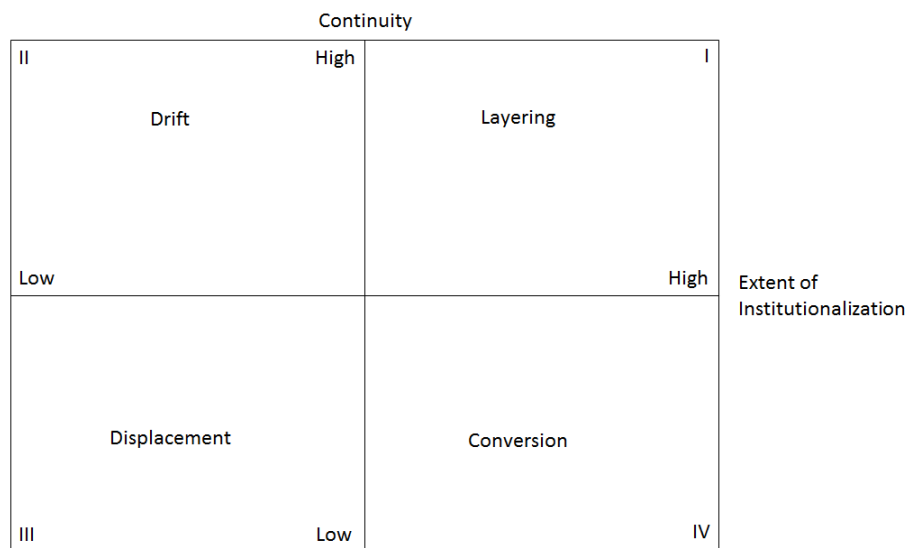 Continuity
II
High
I
Drift
Layering
Low
High
Extent of
Institutionalization
Displacement
Conversion
III
Low
IV